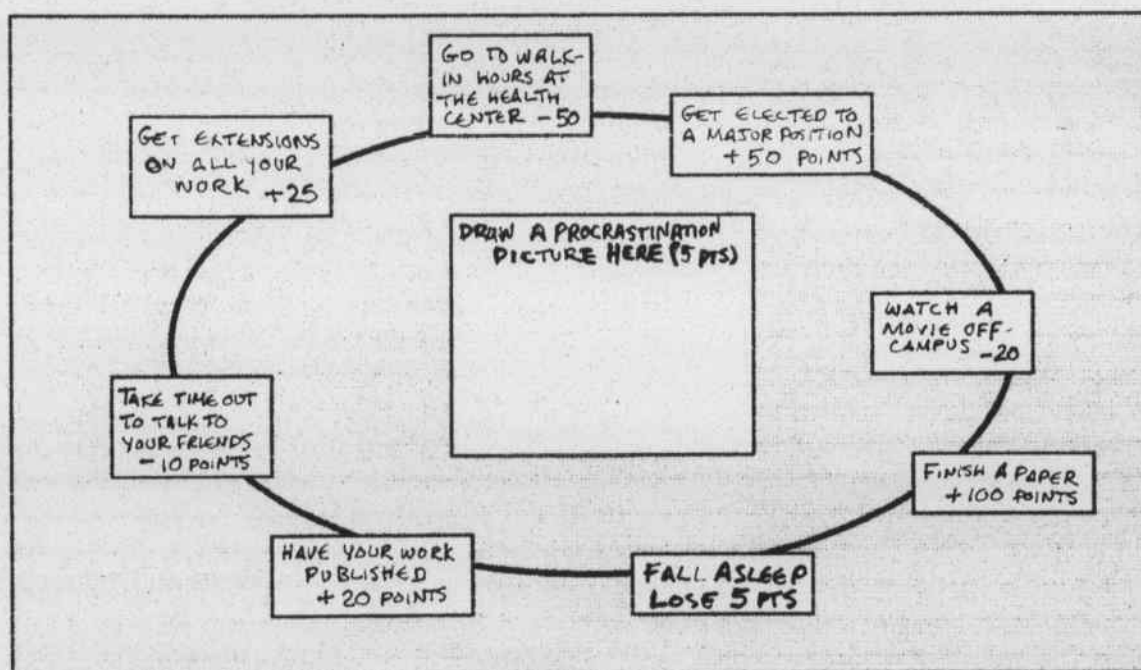 GO TO WALK-
IN HOURS AT
THE HEALTH
CENTER -50
GET ELECTED TO
A MAJOR POSITION
+ 50 POINTS
WATCH A
MOVIE OFF-
CAMPUS -20
FINISH A PAPER
+100 POINTS
FALL ASLEEP
LOSE 5 PTS
HAVE YOUR WORK
PUBLISHED
+ 20 POINTS
TAKE TIME OUT
TO TALK TO
YOUR FRIENDS
- 10 POINTS
GET EXTENSIONS
ON ALL YOUR
WORK +25
DRAW A PROCRASTINATION
PICTURE HERE (5 PTS)